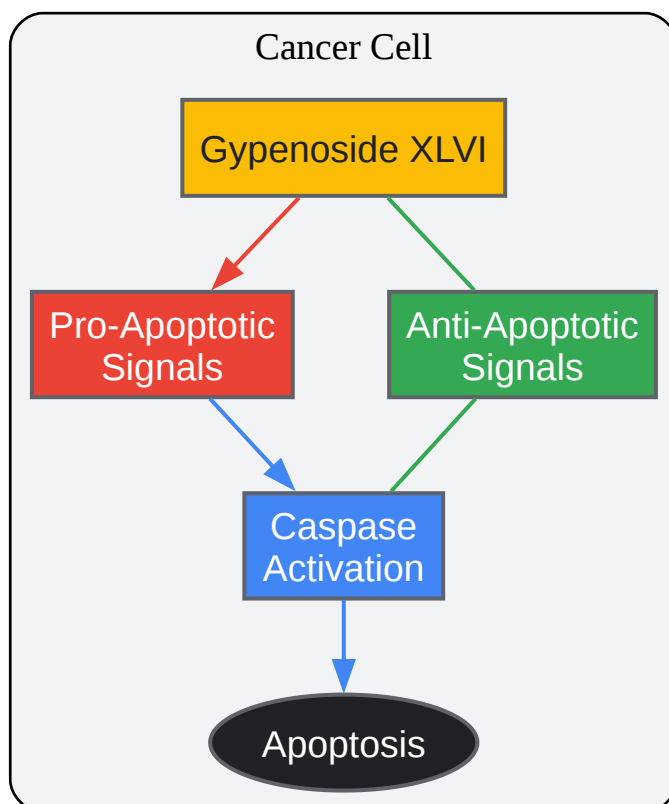 Cancer Cell
Gypenoside XLVI
Pro-Apoptotic
Signals
Anti-Apoptotic
Signals
Caspase
Activation
Apoptosis